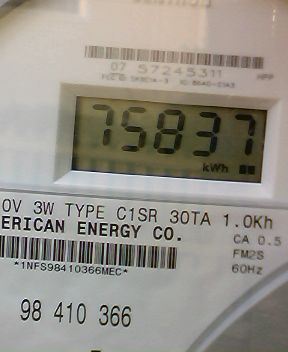 07 57245311 HPP
75837
kWh
0V 3W TYPE C1SR 30TA 1.0Kh
ERICAN ENERGY CO.
CA 0.5
*1NFS98410366MEC*
FM2S
60Hz
98 410 366